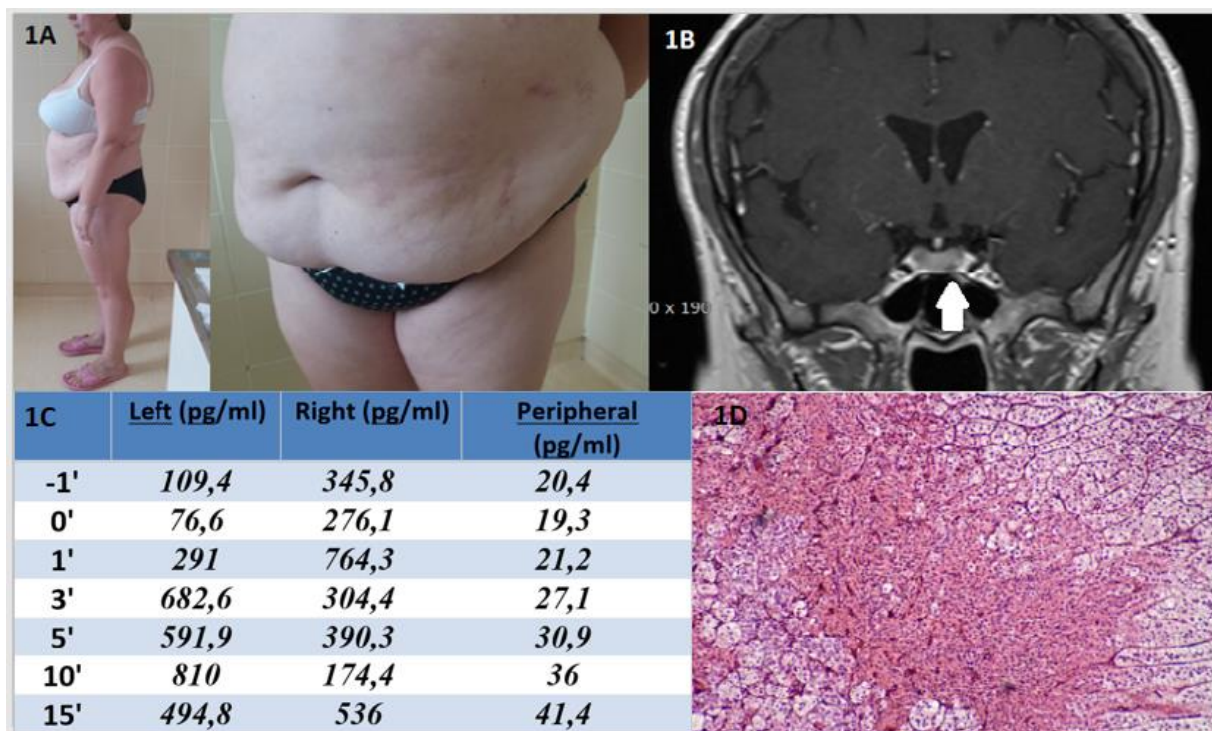 1A
1B
0 x 190
1C Left (pg/ml) Right (pg/ml) Peripheral (pg/ml)
-1' 109,4 345,8 20,4
0' 76,6 276,1 19,3
1' 291 764,3 21,2
3' 682,6 304,4 27,1
5' 591,9 390,3 30,9
10' 810 174,4 36
15' 494,8 536 41,4
1D